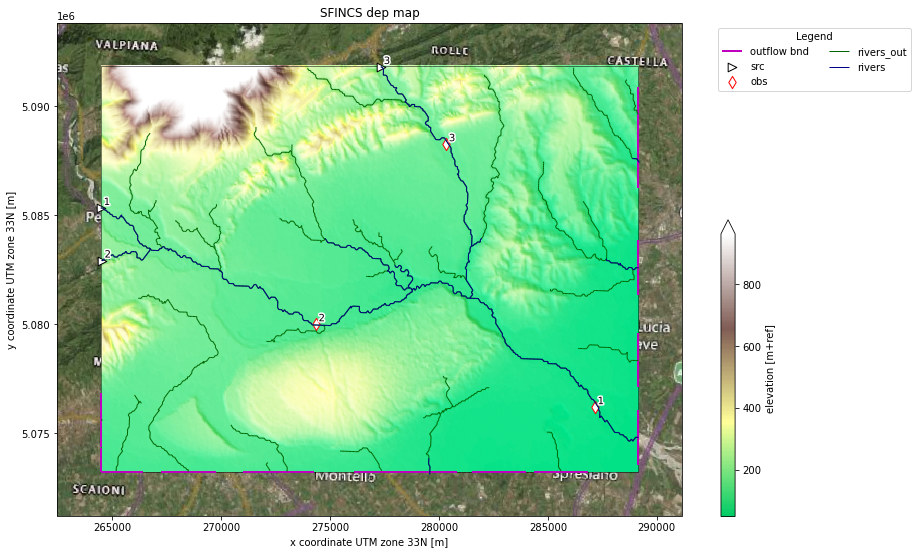 SFINCS dep map
1e6
VALPIANA
ROLLE
CASTELLA
Legend
outflow bnd
rivers_out
src
rivers
obs
3
5.090
3
1
5.085
2
800
2
5.080
600
elevation [m+ref]
400
1
5.075
200
Montello
Spresiano
SCAIONI
265000
270000
275000
280000
285000
290000
x coordinate UTM zone 33N [m]
y coordinate UTM zone 33N [m]